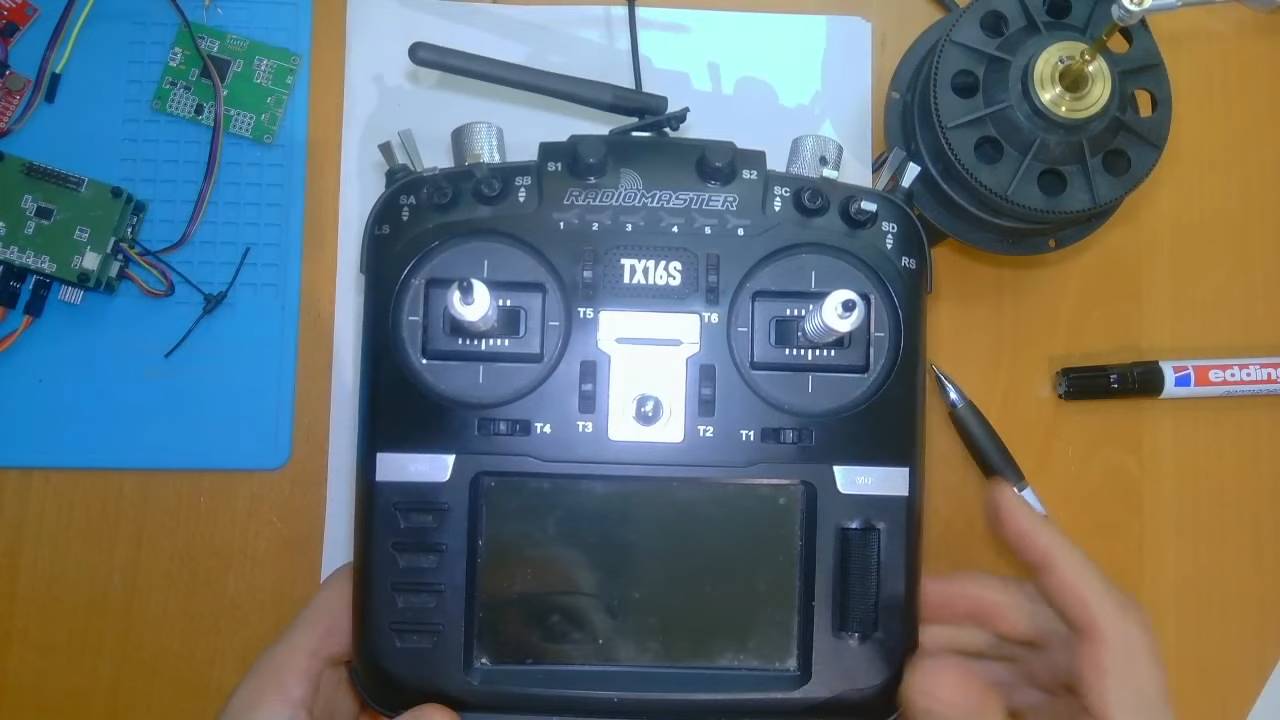 S1
S2
SA
SB
SC
SD
LS
RS
RADIOMASTER
1 2 3 4 5 6
TX16S
T5
T6
T4
T3
T2
T1
edding